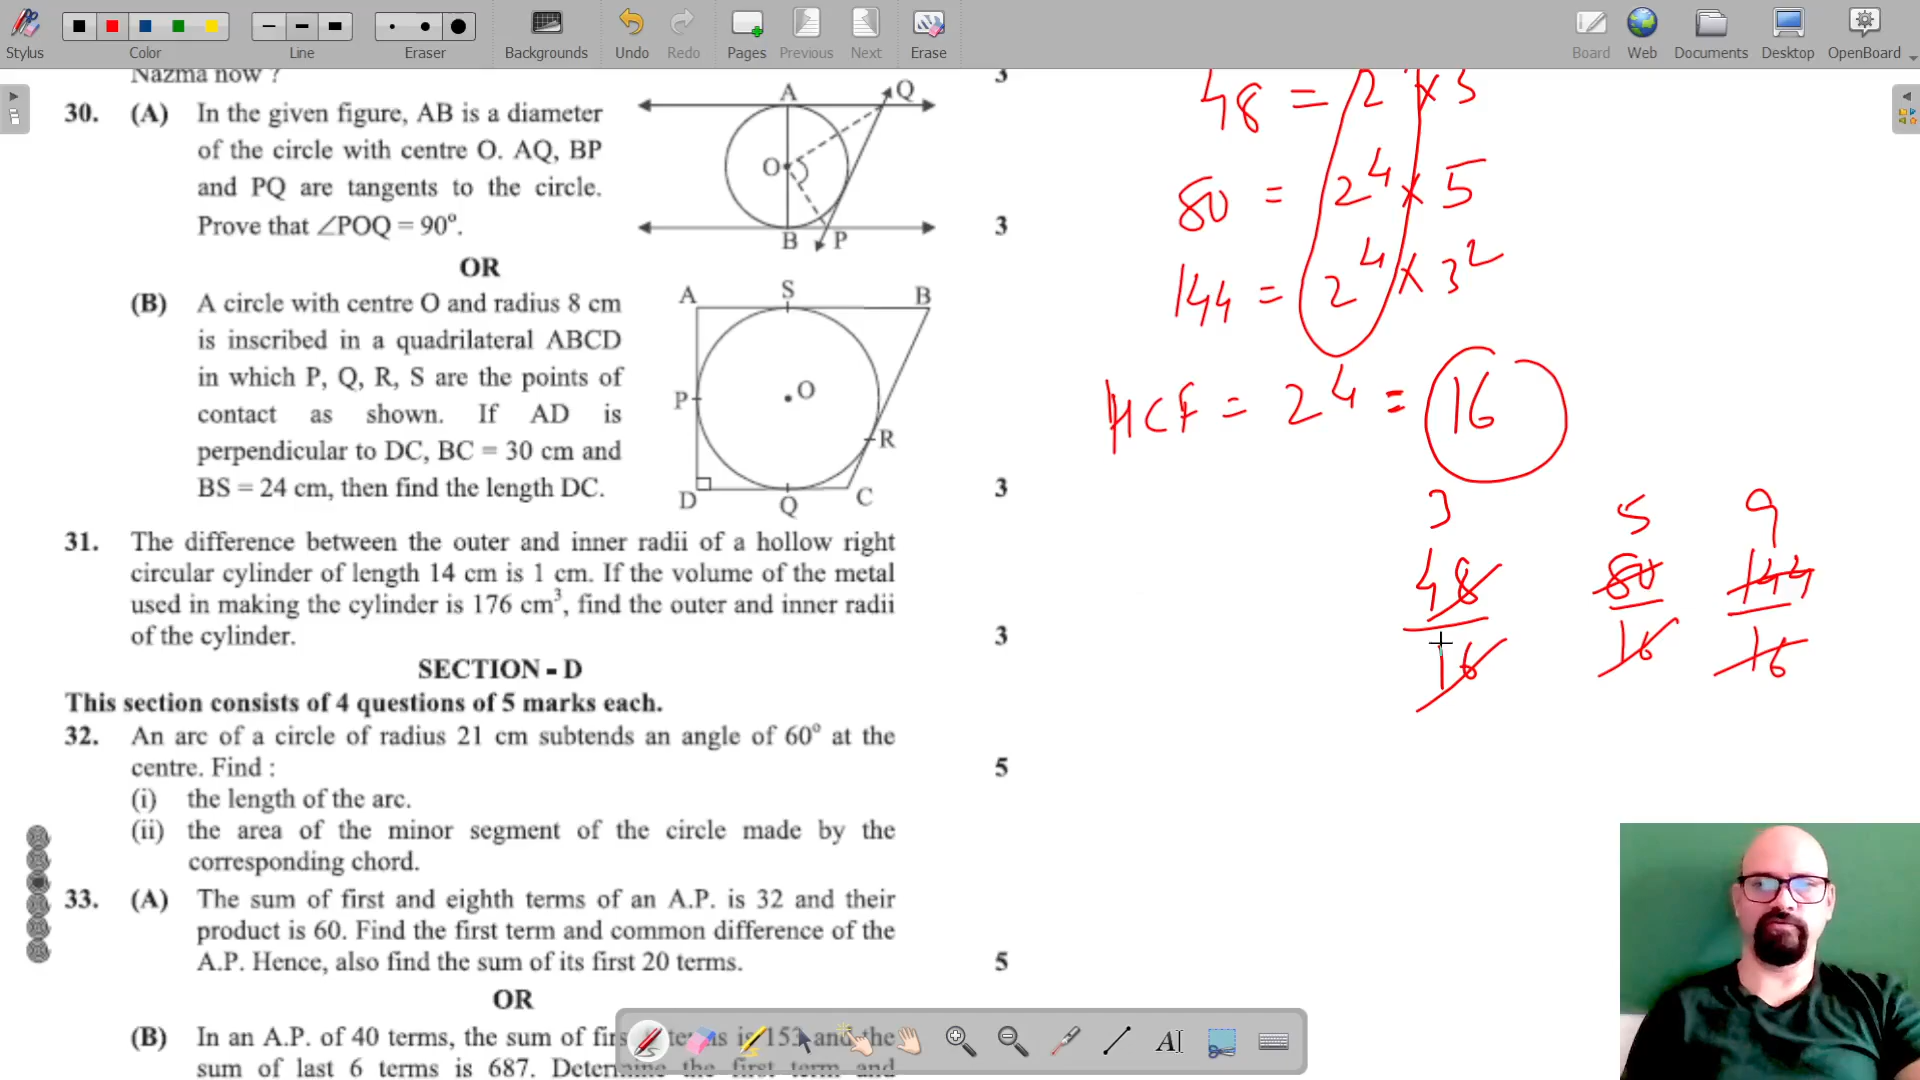 Stylus Color Line Eraser Backgrounds Undo Redo Pages Previous Next Erase Board Web Documents Desktop OpenBoard
Nazma now ? 3
30. (A) In the given figure, AB is a diameter
of the circle with centre O. AQ, BP
and PQ are tangents to the circle.
Prove that ∠POQ = 90°. 3
A Q
O
B P
OR
(B) A circle with centre O and radius 8 cm
is inscribed in a quadrilateral ABCD
in which P, Q, R, S are the points of
contact as shown. If AD is
perpendicular to DC, BC = 30 cm and
BS = 24 cm, then find the length DC. 3
A S B
P O
R
D Q C
31. The difference between the outer and inner radii of a hollow right
circular cylinder of length 14 cm is 1 cm. If the volume of the metal
used in making the cylinder is 176 cm³, find the outer and inner radii
of the cylinder. 3
SECTION - D
This section consists of 4 questions of 5 marks each.
32. An arc of a circle of radius 21 cm subtends an angle of 60° at the
centre. Find : 5
(i) the length of the arc.
(ii) the area of the minor segment of the circle made by the
corresponding chord.
33. (A) The sum of first and eighth terms of an A.P. is 32 and their
product is 60. Find the first term and common difference of the
A.P. Hence, also find the sum of its first 20 terms. 5
OR
(B) In an A.P. of 40 terms, the sum of is 153 and the
sum of last 6 terms is 687. Determine the first term and
48 = 2 × 3
80 = 2⁴ × 5
144 = 2⁴ × 3²
HCF = 2⁴ = 16
3 5 9
48 80 144
16 16 16